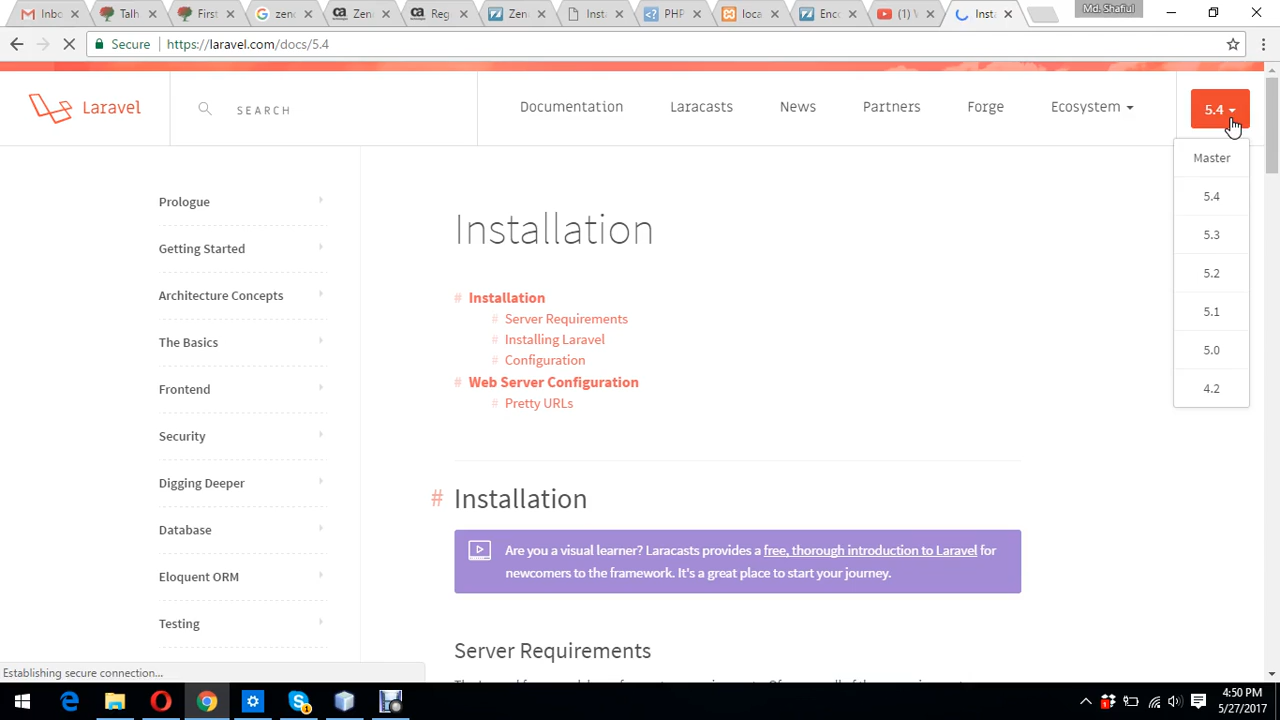 Inbo
Talh
First
zend
Zen
Reg
Zen
Insta
PHP
loca
Enco
(1) V
Insta
Md. Shafiul
Secure
https://laravel.com/docs/5.4
Laravel
SEARCH
Documentation
Laracasts
News
Partners
Forge
Ecosystem
5.4
Master
5.4
5.3
5.2
5.1
5.0
4.2
Prologue
Getting Started
Architecture Concepts
The Basics
Frontend
Security
Digging Deeper
Database
Eloquent ORM
Testing
Installation
# Installation
# Server Requirements
# Installing Laravel
# Configuration
# Web Server Configuration
# Pretty URLs
# Installation
Are you a visual learner? Laracasts provides a free, thorough introduction to Laravel for
newcomers to the framework. It's a great place to start your journey.
Server Requirements
Establishing secure connection...
4:50 PM
5/27/2017